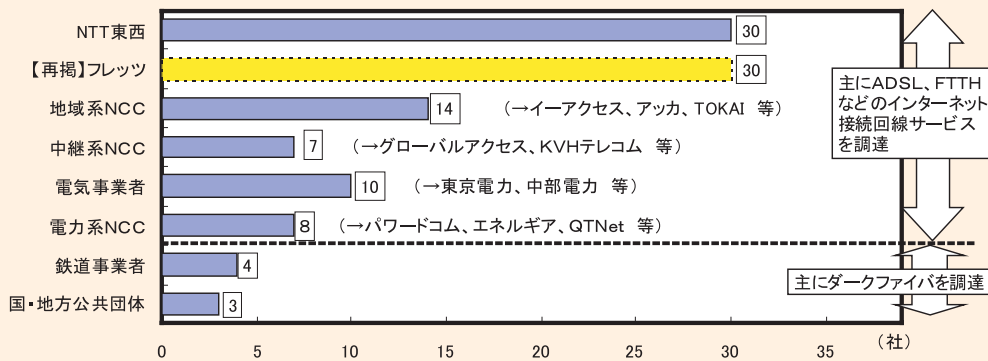 NTT東西
30
【再掲】フレッツ
30
地域系NCC
14
(→イーアクセス、アッカ、TOKAI 等)
中継系NCC
7
(→グローバルアクセス、KVHテレコム 等)
電気事業者
10
(→東京電力、中部電力 等)
電力系NCC
8
(→パワードコム、エネルギア、QTNet 等)
鉄道事業者
4
国・地方公共団体
3
主にADSL、FTTH
などのインターネット
接続回線サービス
を調達
主にダークファイバを調達
0 5 10 15 20 25 30 35
(社)